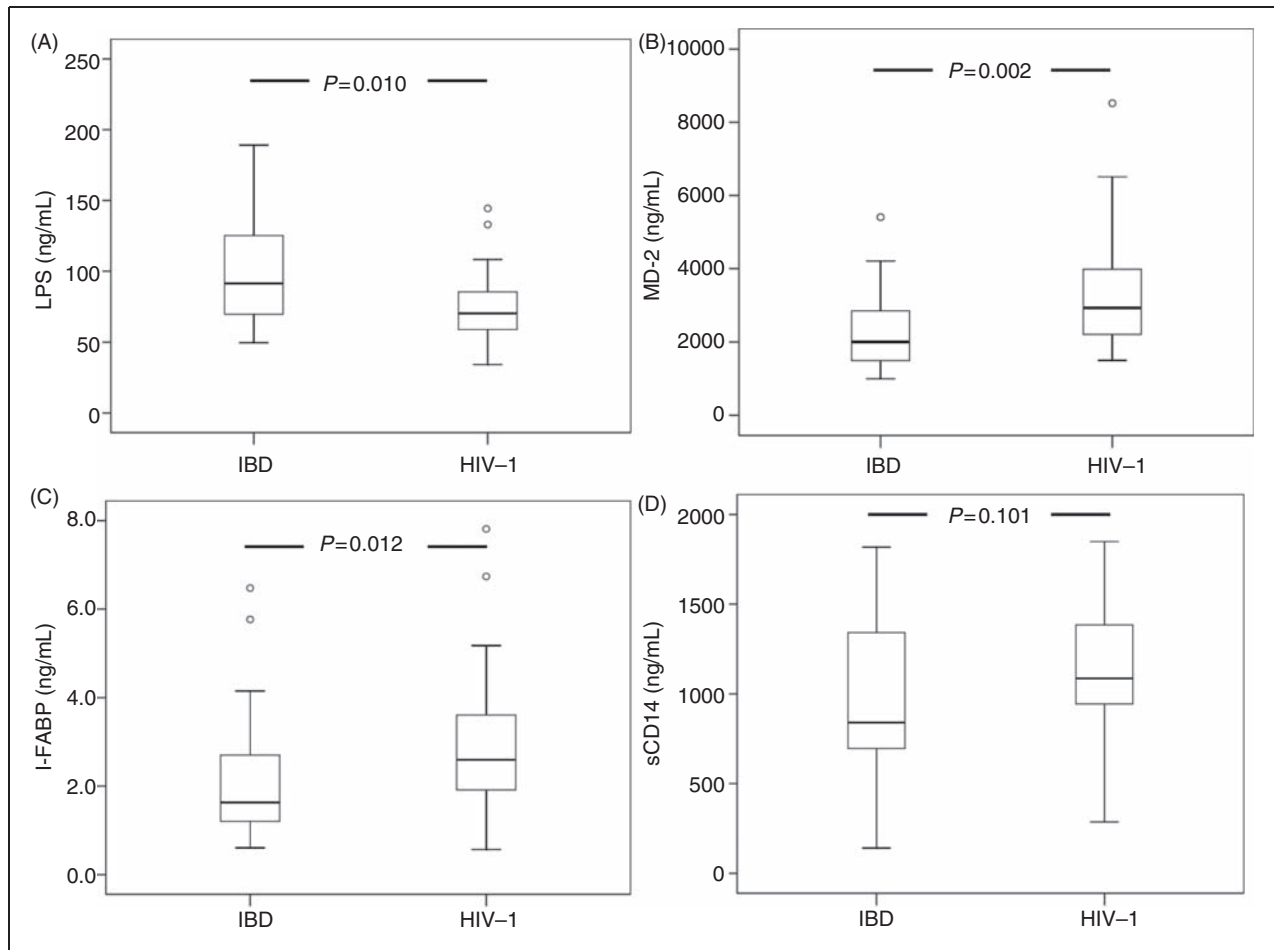 (A)
250
200
150
100
50
0
LPS (ng/mL)
P=0.010
IBD
HIV–1
(B)
10000
8000
6000
4000
2000
0
MD-2 (ng/mL)
P=0.002
IBD
HIV–1
(C)
8.0
6.0
4.0
2.0
0.0
I-FABP (ng/mL)
P=0.012
IBD
HIV–1
(D)
2000
1500
1000
500
0
sCD14 (ng/mL)
P=0.101
IBD
HIV–1